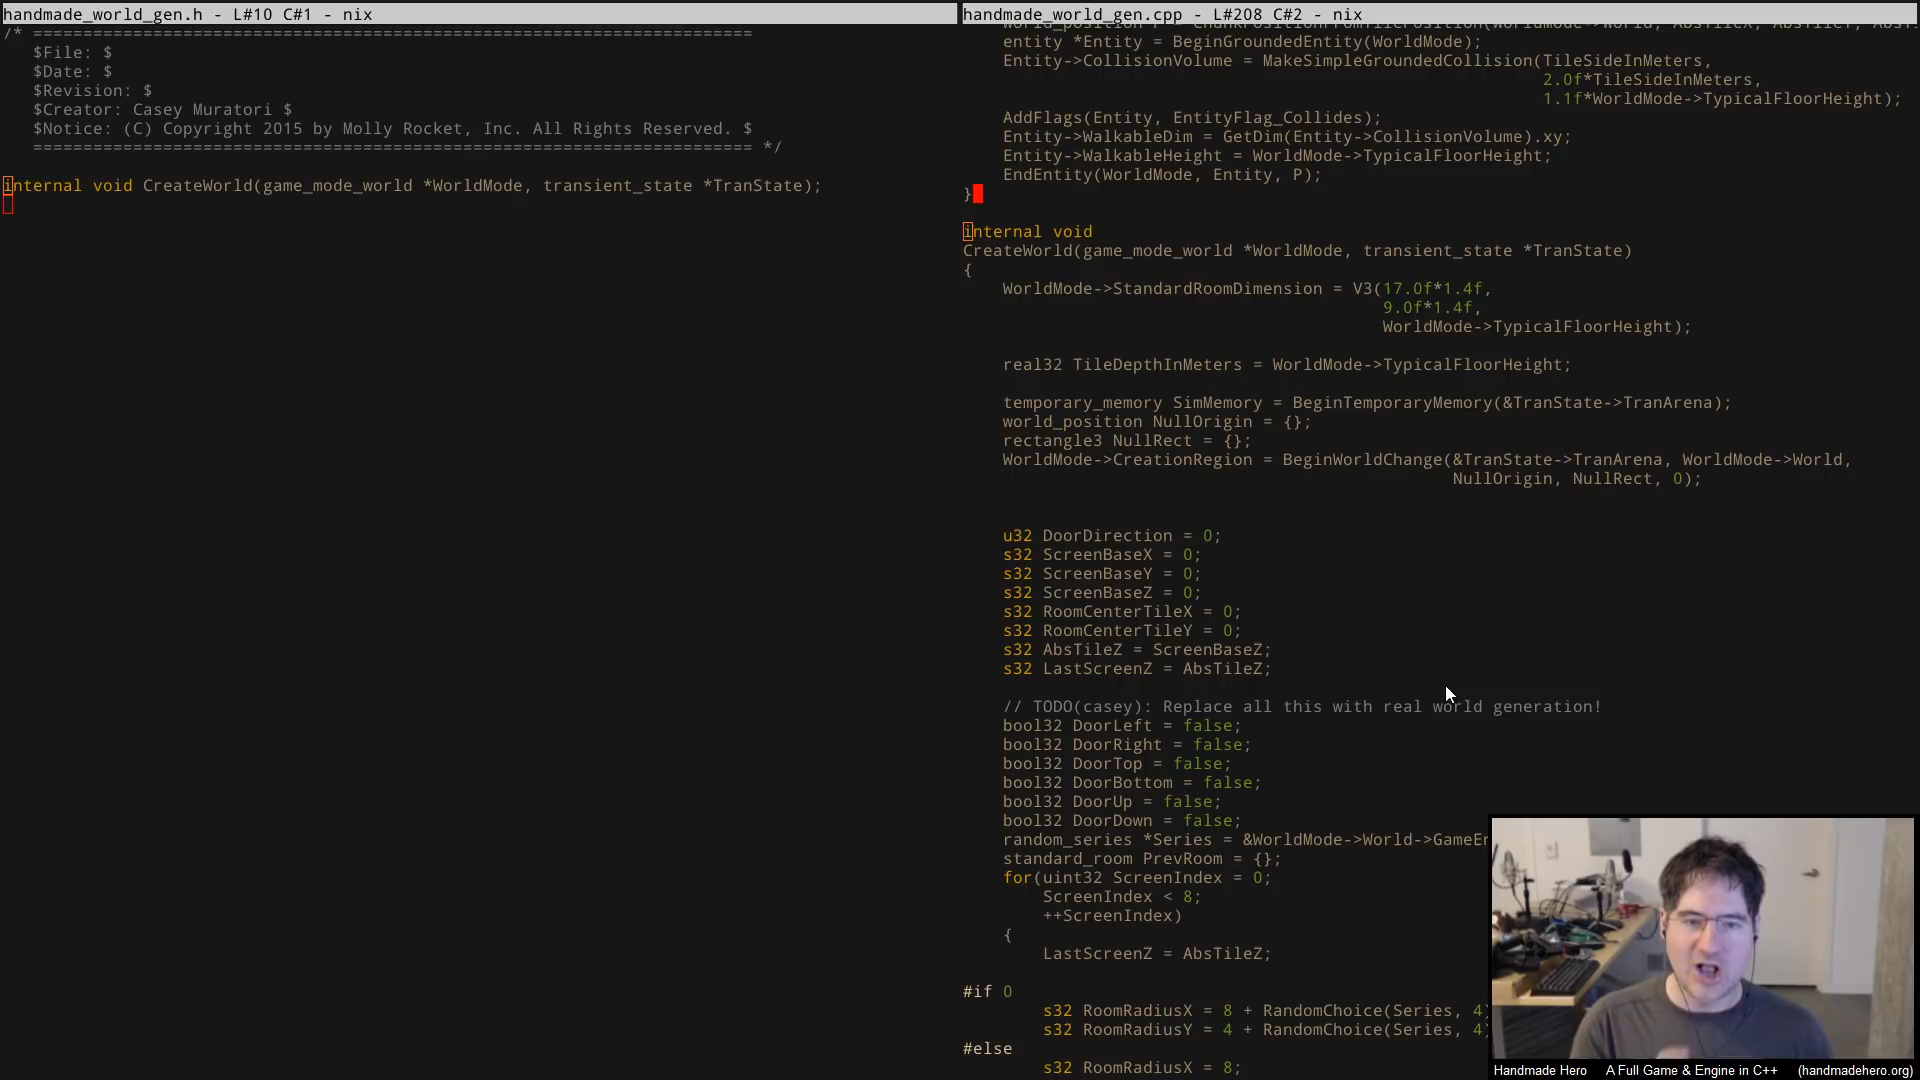 handmade_world_gen.h - L#10 C#1 - nix
/* ========================================================================
$File: $
$Date: $
$Revision: $
$Creator: Casey Muratori $
$Notice: (C) Copyright 2015 by Molly Rocket, Inc. All Rights Reserved. $
======================================================================== */
internal void CreateWorld(game_mode_world *WorldMode, transient_state *TranState);
handmade_world_gen.cpp - L#208 C#2 - nix
entity *Entity = BeginGroundedEntity(WorldMode);
Entity->CollisionVolume = MakeSimpleGroundedCollision(TileSideInMeters,
2.0f*TileSideInMeters,
1.1f*WorldMode->TypicalFloorHeight);
AddFlags(Entity, EntityFlag_Collides);
Entity->WalkableDim = GetDim(Entity->CollisionVolume).xy;
Entity->WalkableHeight = WorldMode->TypicalFloorHeight;
EndEntity(WorldMode, Entity, P);
}
internal void
CreateWorld(game_mode_world *WorldMode, transient_state *TranState)
{
WorldMode->StandardRoomDimension = V3(17.0f*1.4f,
9.0f*1.4f,
WorldMode->TypicalFloorHeight);
real32 TileDepthInMeters = WorldMode->TypicalFloorHeight;
temporary_memory SimMemory = BeginTemporaryMemory(&TranState->TranArena);
world_position NullOrigin = {};
rectangle3 NullRect = {};
WorldMode->CreationRegion = BeginWorldChange(&TranState->TranArena, WorldMode->World,
NullOrigin, NullRect, 0);
u32 DoorDirection = 0;
s32 ScreenBaseX = 0;
s32 ScreenBaseY = 0;
s32 ScreenBaseZ = 0;
s32 RoomCenterTileX = 0;
s32 RoomCenterTileY = 0;
s32 AbsTileZ = ScreenBaseZ;
s32 LastScreenZ = AbsTileZ;
// TODO(casey): Replace all this with real world generation!
bool32 DoorLeft = false;
bool32 DoorRight = false;
bool32 DoorTop = false;
bool32 DoorBottom = false;
bool32 DoorUp = false;
bool32 DoorDown = false;
random_series *Series = &WorldMode->World->GameEn
standard_room PrevRoom = {};
for(uint32 ScreenIndex = 0;
ScreenIndex < 8;
++ScreenIndex)
{
LastScreenZ = AbsTileZ;
#if 0
s32 RoomRadiusX = 8 + RandomChoice(Series, 4)
s32 RoomRadiusY = 4 + RandomChoice(Series, 4)
#else
s32 RoomRadiusX = 8;
Handmade Hero A Full Game & Engine in C++ (handmadehero.org)